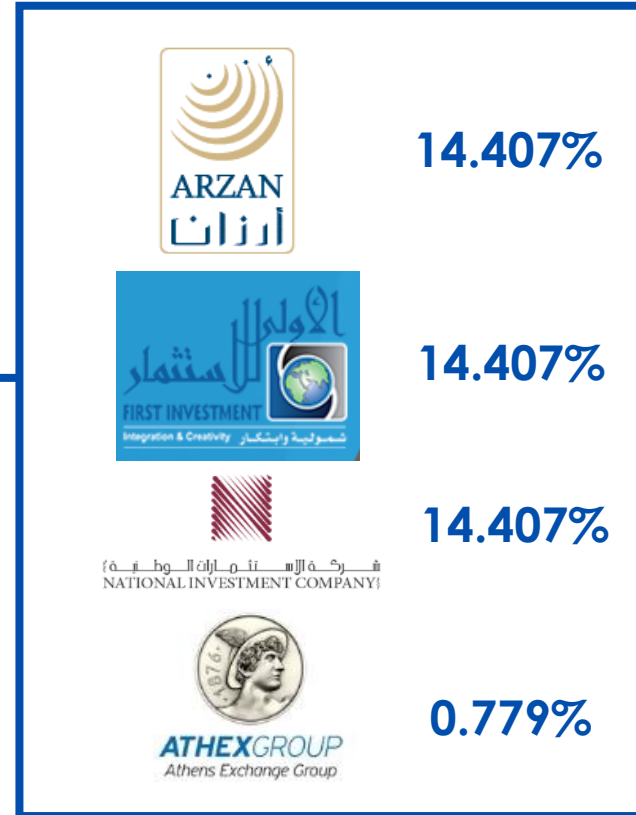 أرزان
ARZAN
أرزان
14.407%
الأولى للاستثمار
FIRST INVESTMENT
Integration & Creativity شمولية وابتكار
14.407%
شركة الاستثمارات الوطنية}
NATIONAL INVESTMENT COMPANY}
14.407%
1876
ATHEXGROUP
Athens Exchange Group
0.779%